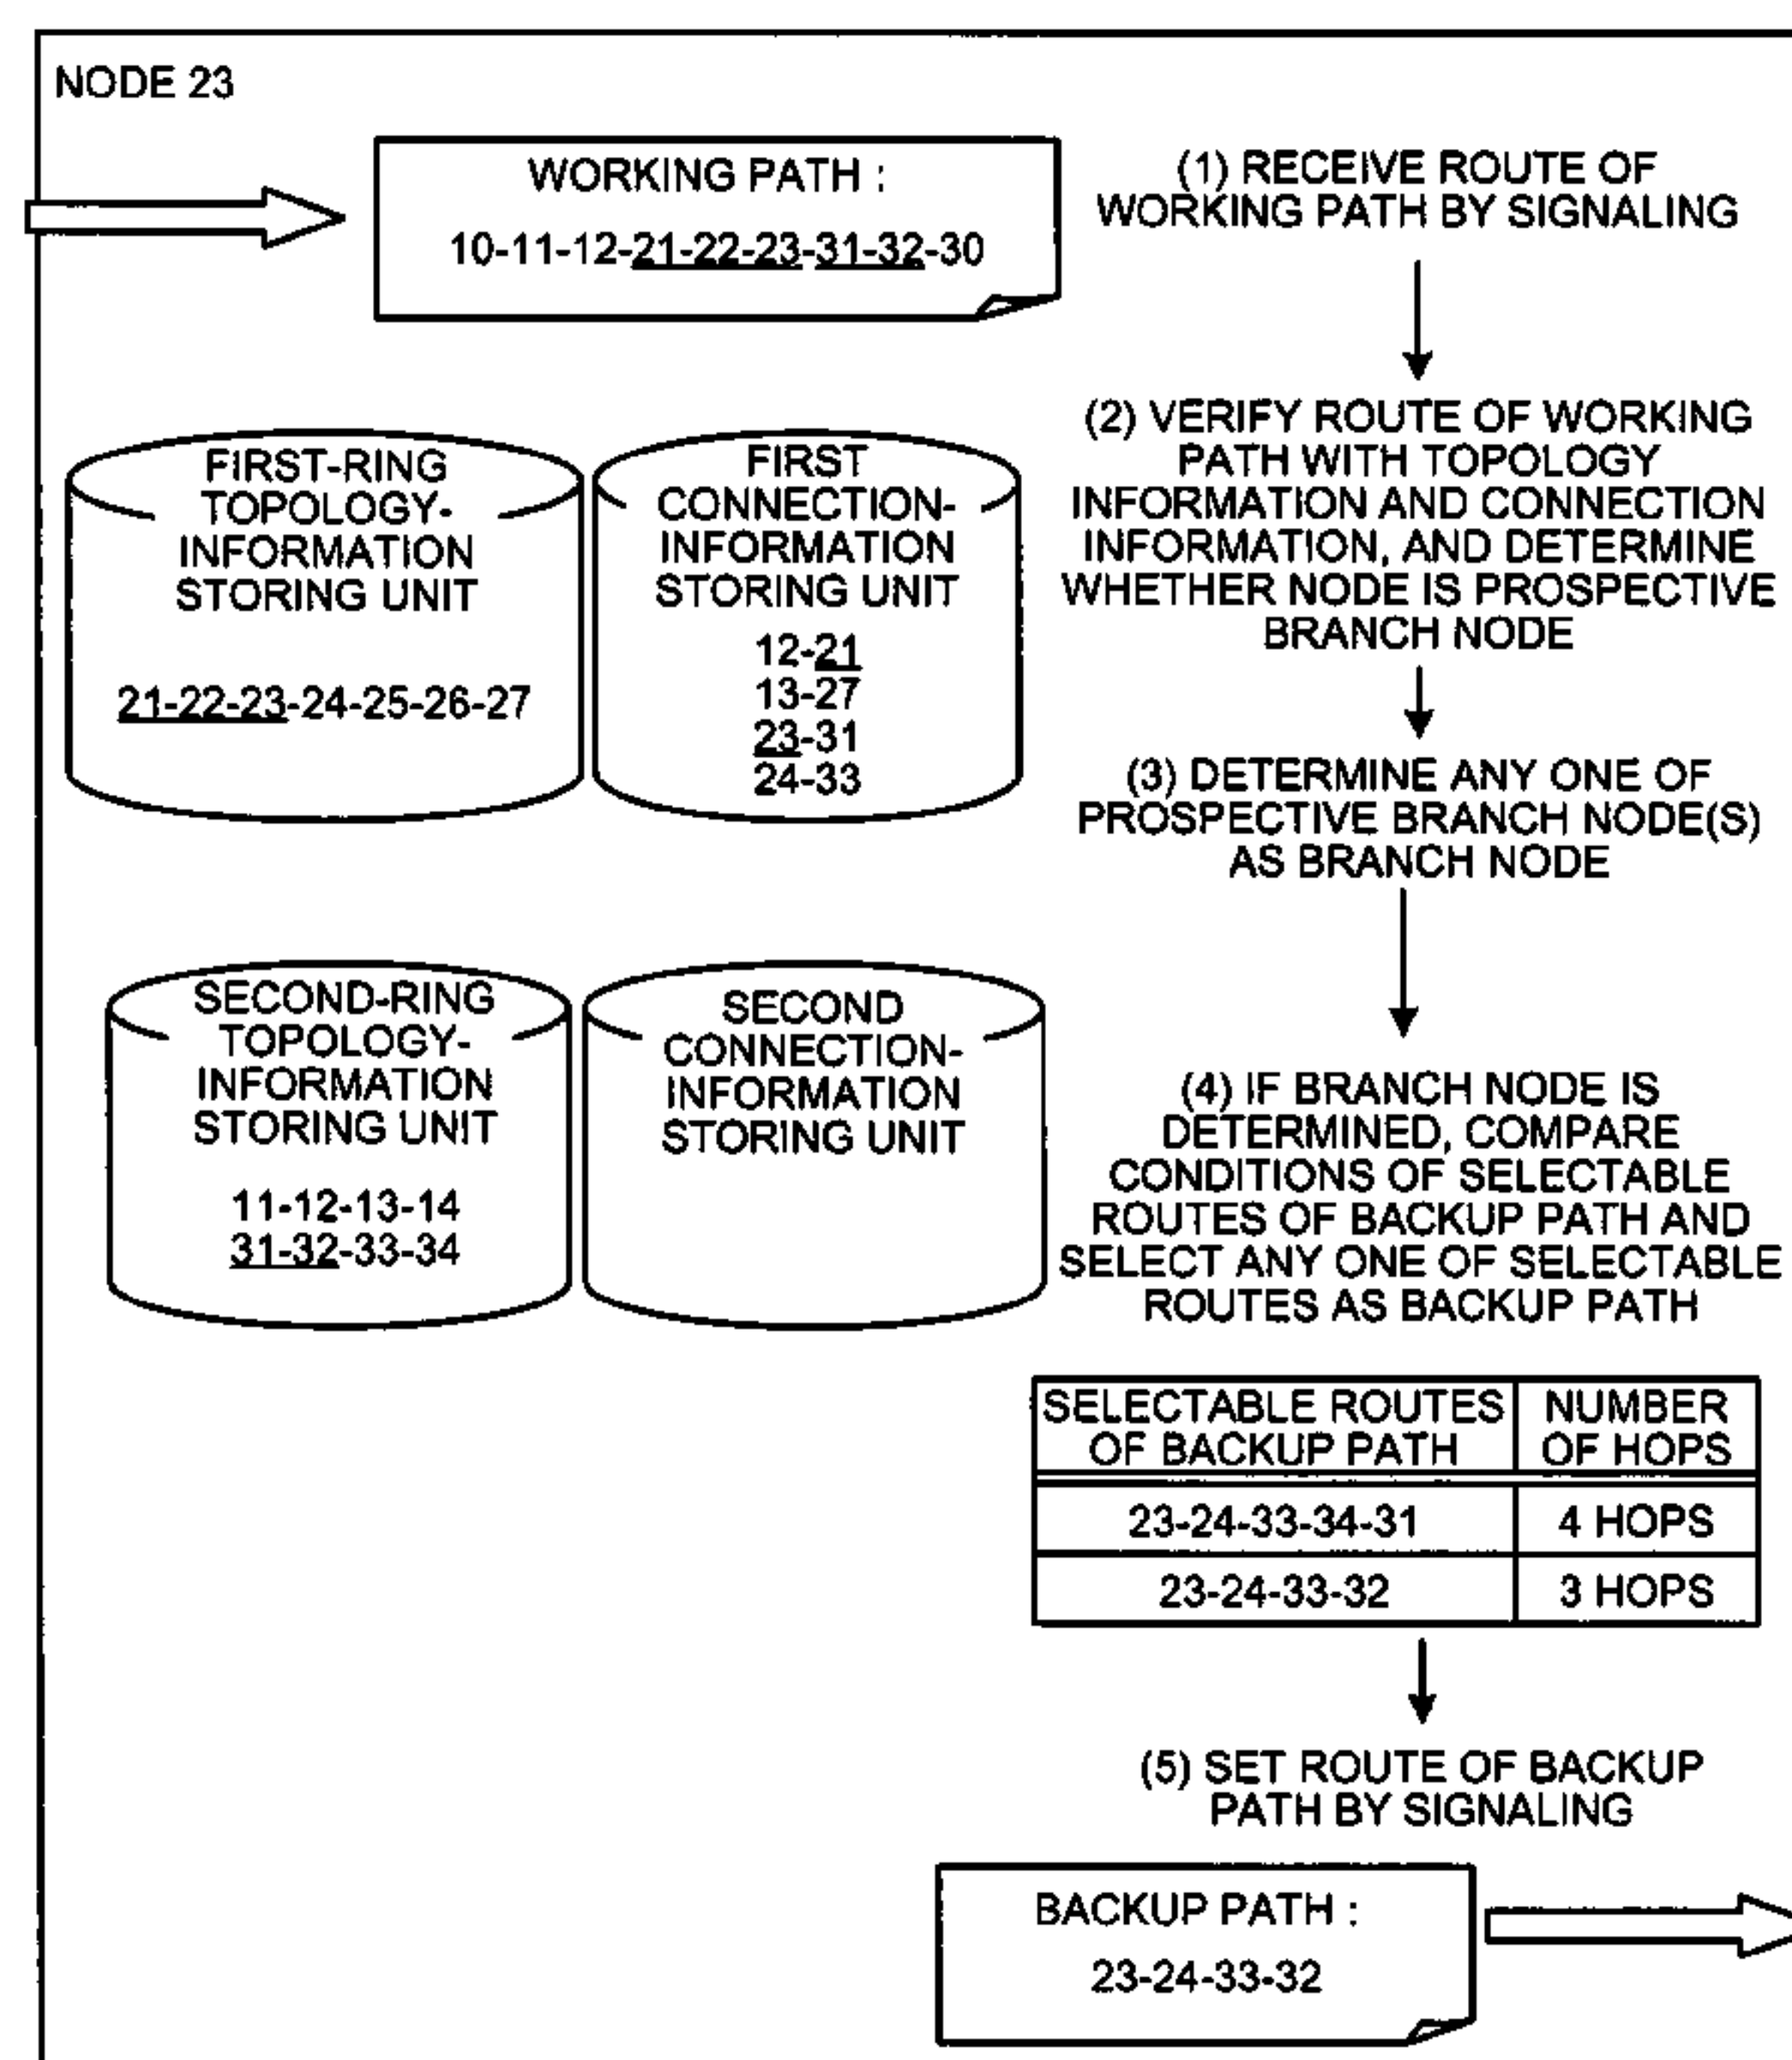 NODE 23
WORKING PATH :
10-11-12-21-22-23-31-32-30
(1) RECEIVE ROUTE OF
WORKING PATH BY SIGNALING
(2) VERIFY ROUTE OF WORKING
PATH WITH TOPOLOGY
INFORMATION AND CONNECTION
INFORMATION, AND DETERMINE
WHETHER NODE IS PROSPECTIVE
BRANCH NODE
FIRST-RING
TOPOLOGY-
INFORMATION
STORING UNIT
21-22-23-24-25-26-27
FIRST
CONNECTION-
INFORMATION
STORING UNIT
12-21
13-27
23-31
24-33
(3) DETERMINE ANY ONE OF
PROSPECTIVE BRANCH NODE(S)
AS BRANCH NODE
SECOND-RING
TOPOLOGY-
INFORMATION
STORING UNIT
11-12-13-14
31-32-33-34
SECOND
CONNECTION-
INFORMATION
STORING UNIT
(4) IF BRANCH NODE IS
DETERMINED, COMPARE
CONDITIONS OF SELECTABLE
ROUTES OF BACKUP PATH AND
SELECT ANY ONE OF SELECTABLE
ROUTES AS BACKUP PATH
SELECTABLE ROUTES
OF BACKUP PATH
NUMBER
OF HOPS
23-24-33-34-31
4 HOPS
23-24-33-32
3 HOPS
(5) SET ROUTE OF BACKUP
PATH BY SIGNALING
BACKUP PATH :
23-24-33-32